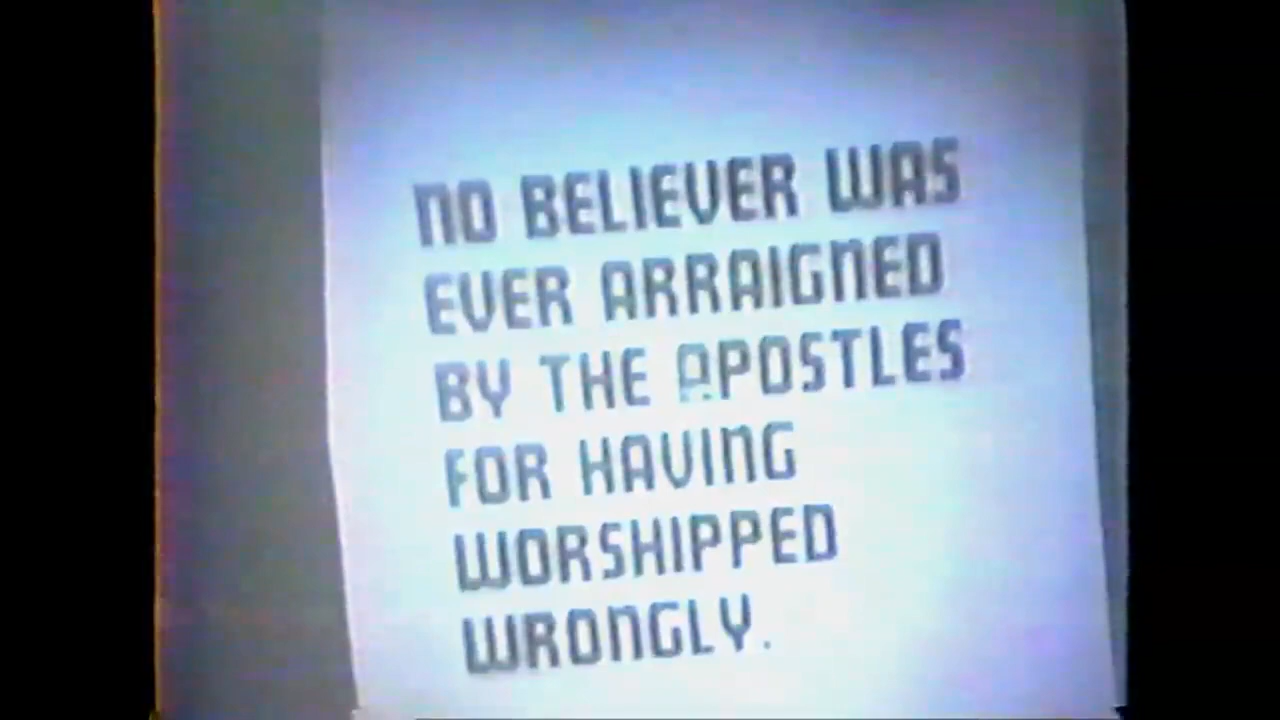 NO BELIEVER WAS
EVER ARRAIGNED
BY THE APOSTLES
FOR HAVING
WORSHIPPED
WRONGLY.